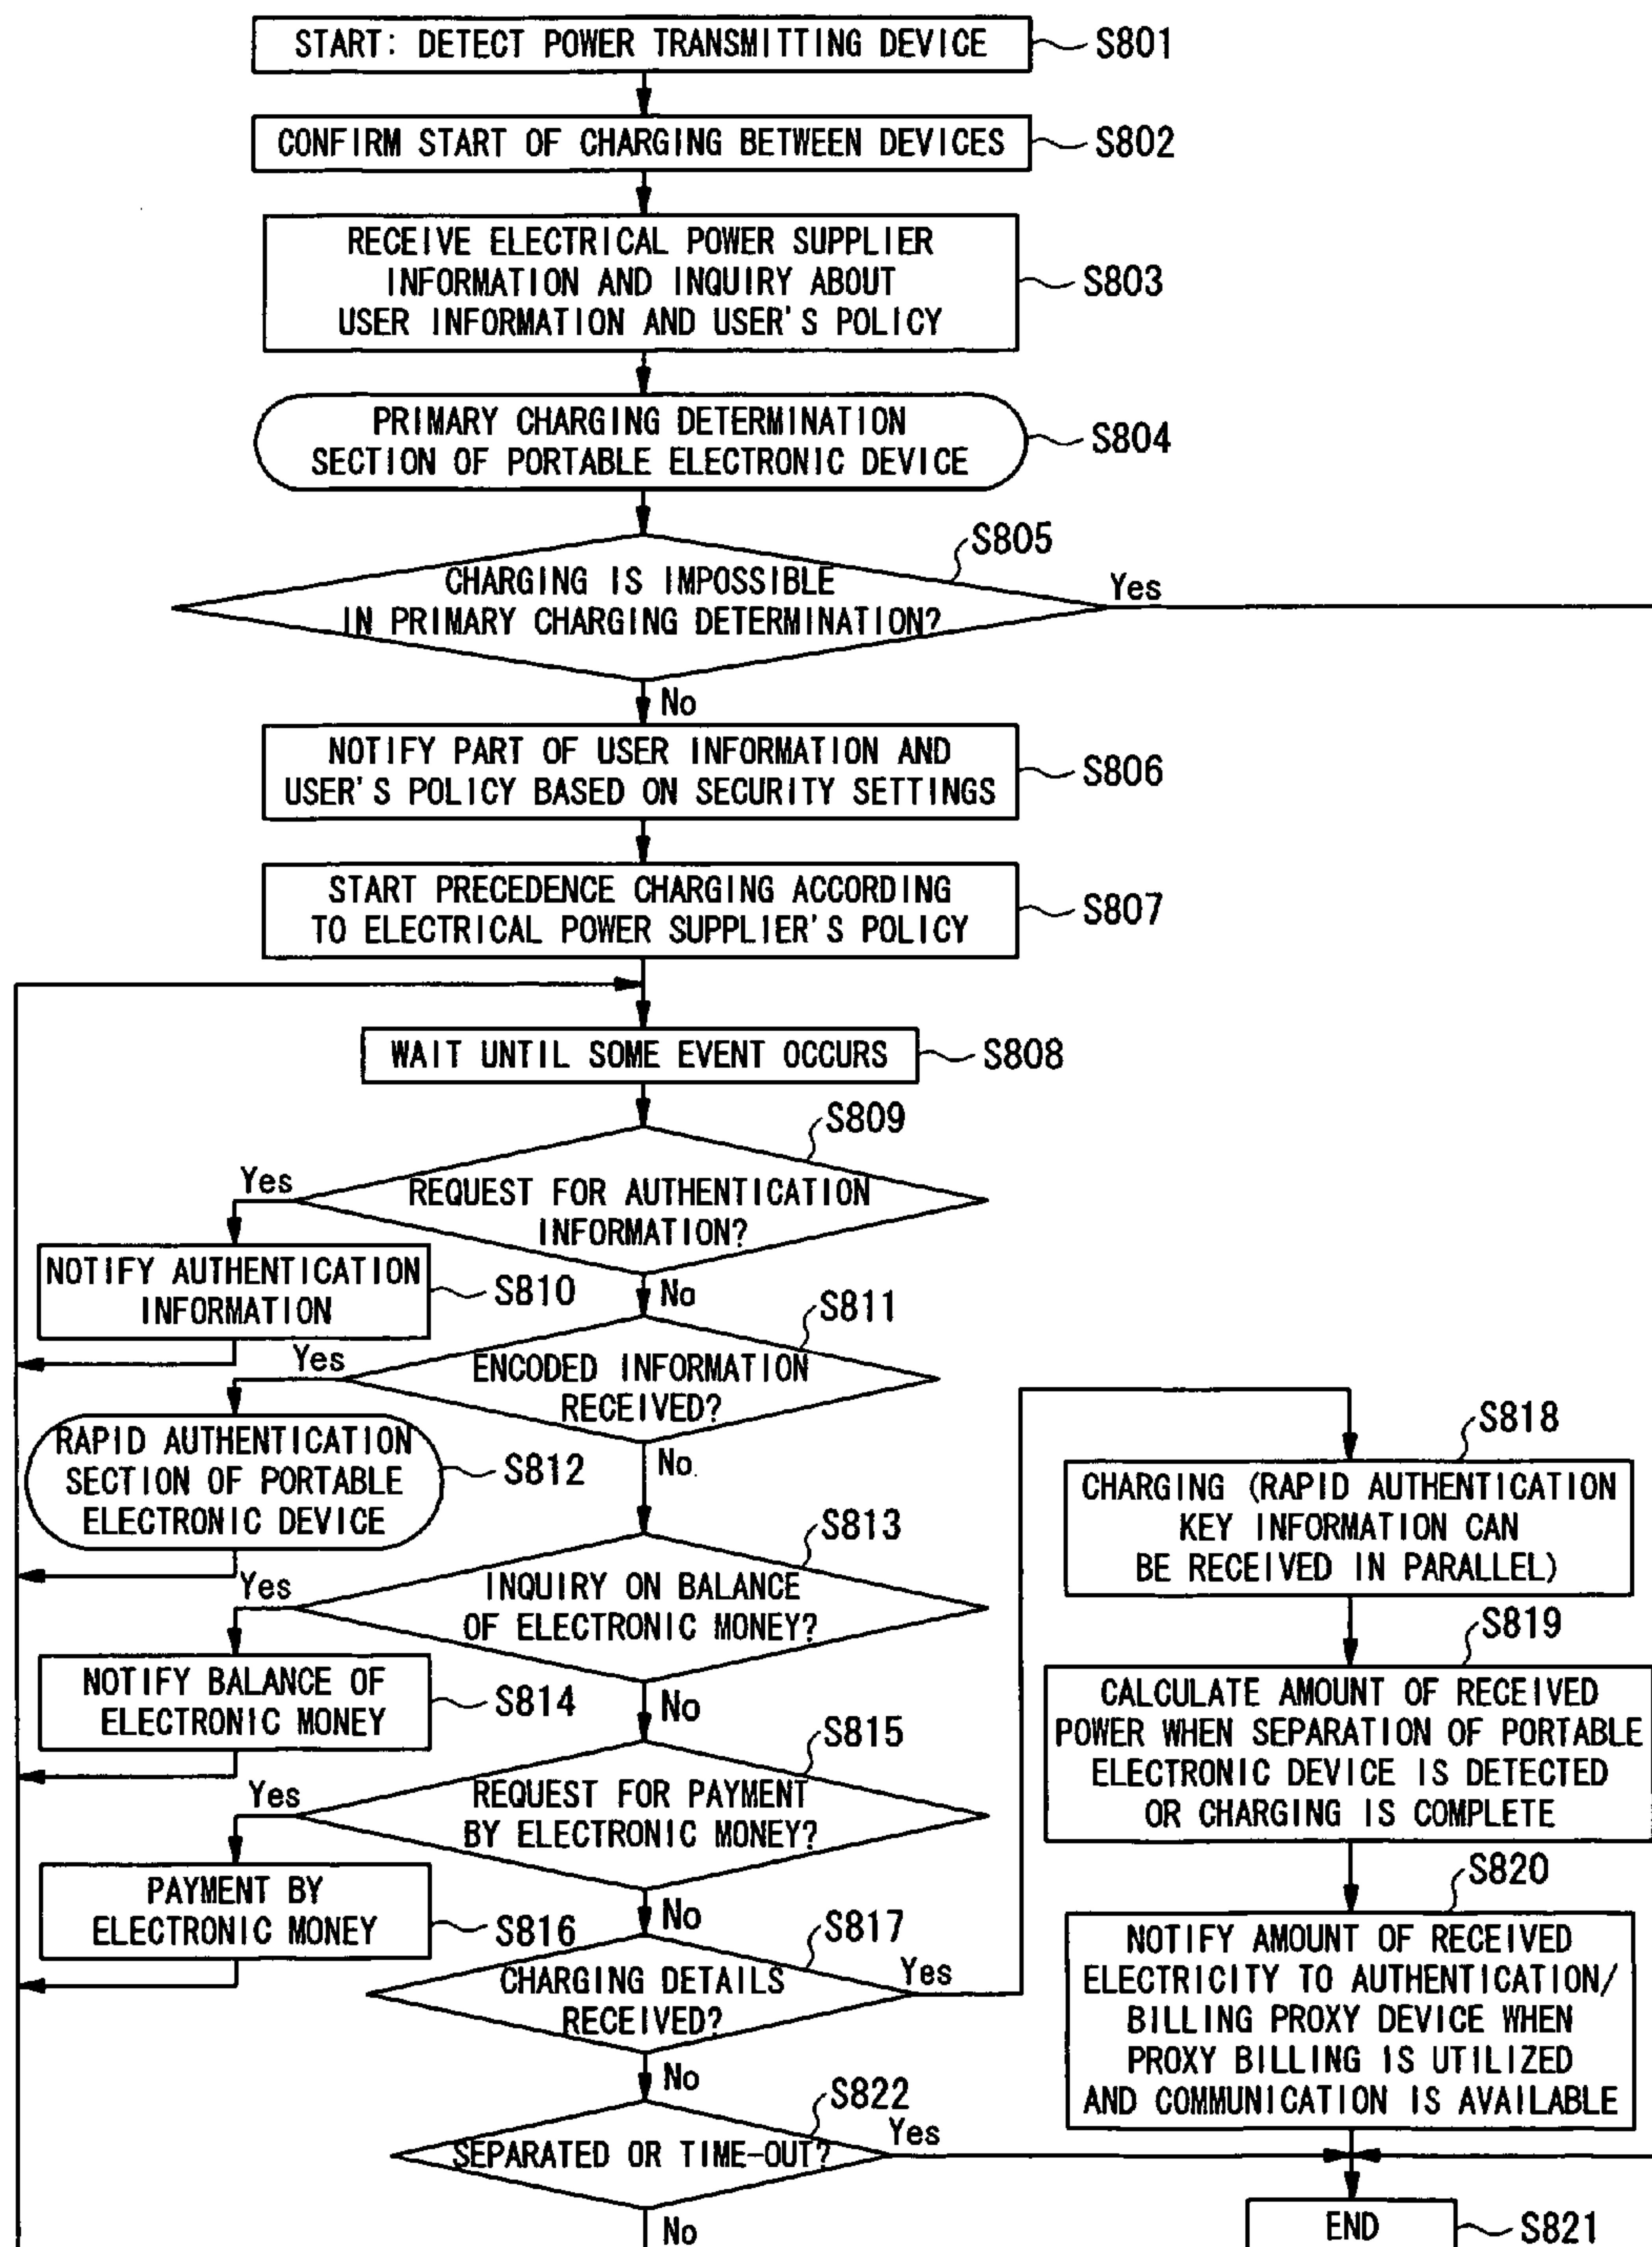 START: DETECT POWER TRANSMITTING DEVICE
S801
CONFIRM START OF CHARGING BETWEEN DEVICES
S802
RECEIVE ELECTRICAL POWER SUPPLIER
INFORMATION AND INQUIRY ABOUT
USER INFORMATION AND USER'S POLICY
S803
PRIMARY CHARGING DETERMINATION
SECTION OF PORTABLE ELECTRONIC DEVICE
S804
S805
CHARGING IS IMPOSSIBLE
IN PRIMARY CHARGING DETERMINATION?
Yes
No
NOTIFY PART OF USER INFORMATION AND
USER'S POLICY BASED ON SECURITY SETTINGS
S806
START PRECEDENCE CHARGING ACCORDING
TO ELECTRICAL POWER SUPPLIER'S POLICY
S807
WAIT UNTIL SOME EVENT OCCURS
S808
S809
Yes
REQUEST FOR AUTHENTICATION
INFORMATION?
No
NOTIFY AUTHENTICATION
INFORMATION
S810
S811
Yes
ENCODED INFORMATION
RECEIVED?
No
RAPID AUTHENTICATION
SECTION OF PORTABLE
ELECTRONIC DEVICE
S812
S813
Yes
INQUIRY ON BALANCE
OF ELECTRONIC MONEY?
No
NOTIFY BALANCE OF
ELECTRONIC MONEY
S814
S815
Yes
REQUEST FOR PAYMENT
BY ELECTRONIC MONEY?
No
PAYMENT BY
ELECTRONIC MONEY
S816
S817
CHARGING DETAILS
RECEIVED?
Yes
No
S818
CHARGING (RAPID AUTHENTICATION
KEY INFORMATION CAN
BE RECEIVED IN PARALLEL)
S819
CALCULATE AMOUNT OF RECEIVED
POWER WHEN SEPARATION OF PORTABLE
ELECTRONIC DEVICE IS DETECTED
OR CHARGING IS COMPLETE
S820
NOTIFY AMOUNT OF RECEIVED
ELECTRICITY TO AUTHENTICATION/
BILLING PROXY DEVICE WHEN
PROXY BILLING IS UTILIZED
AND COMMUNICATION IS AVAILABLE
S822
SEPARATED OR TIME-OUT?
Yes
No
END
S821